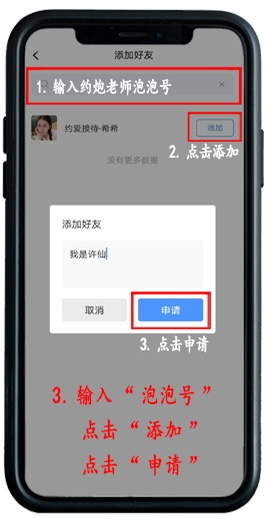 添加好友
1. 输入约炮老师泡泡号
约爱接待-希希
添加
2. 点击添加
没有更多数据
添加好友
我是许仙
取消
申请
3. 点击申请
3. 输入“泡泡号”
点击“添加”
点击“申请”